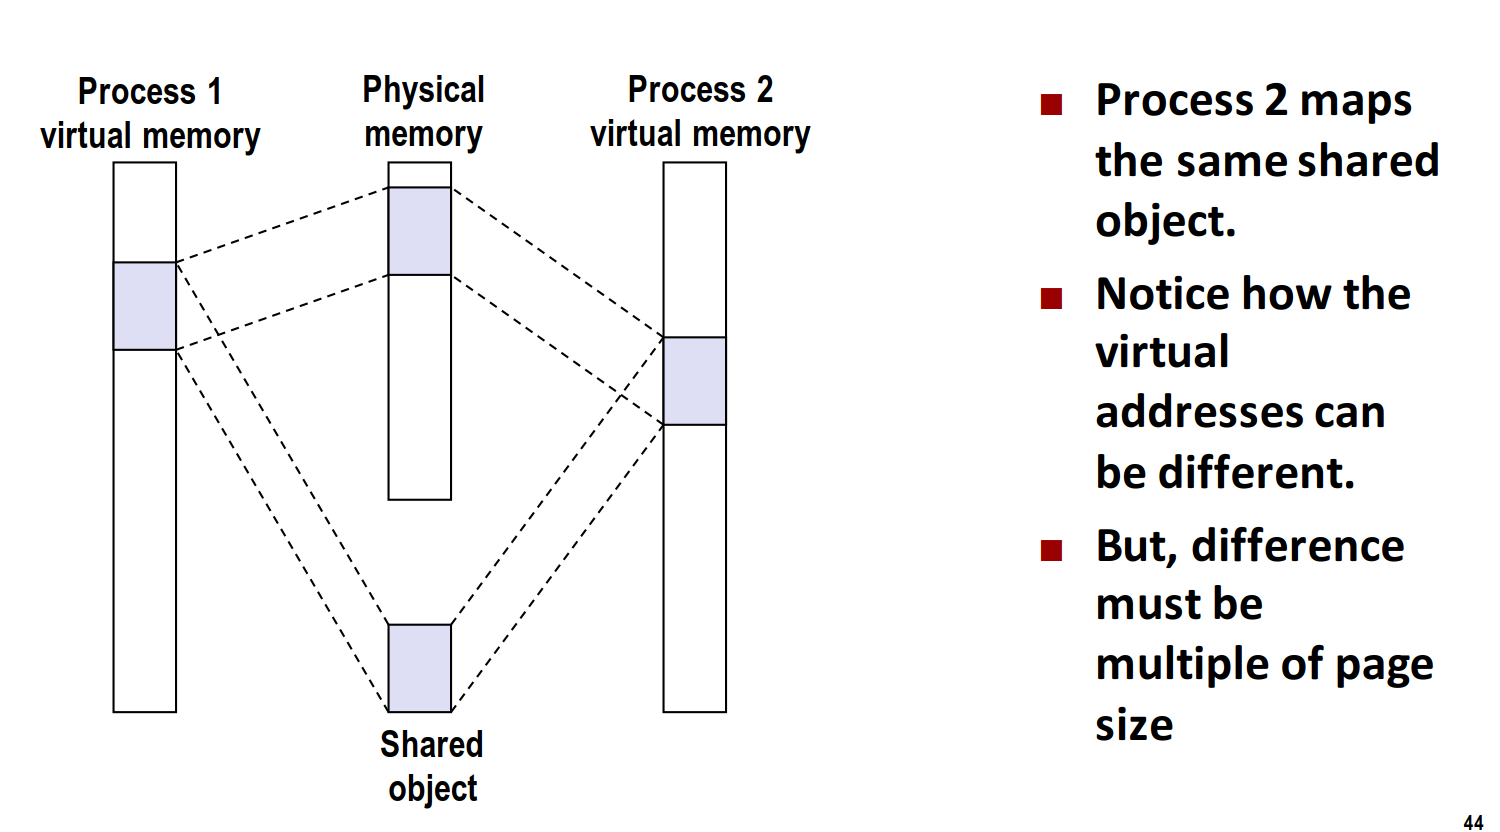 Process 1
virtual memory
Physical
memory
Process 2
virtual memory
Shared
object
Process 2 maps
the same shared
object.
Notice how the
virtual
addresses can
be different.
But, difference
must be
multiple of page
size
44